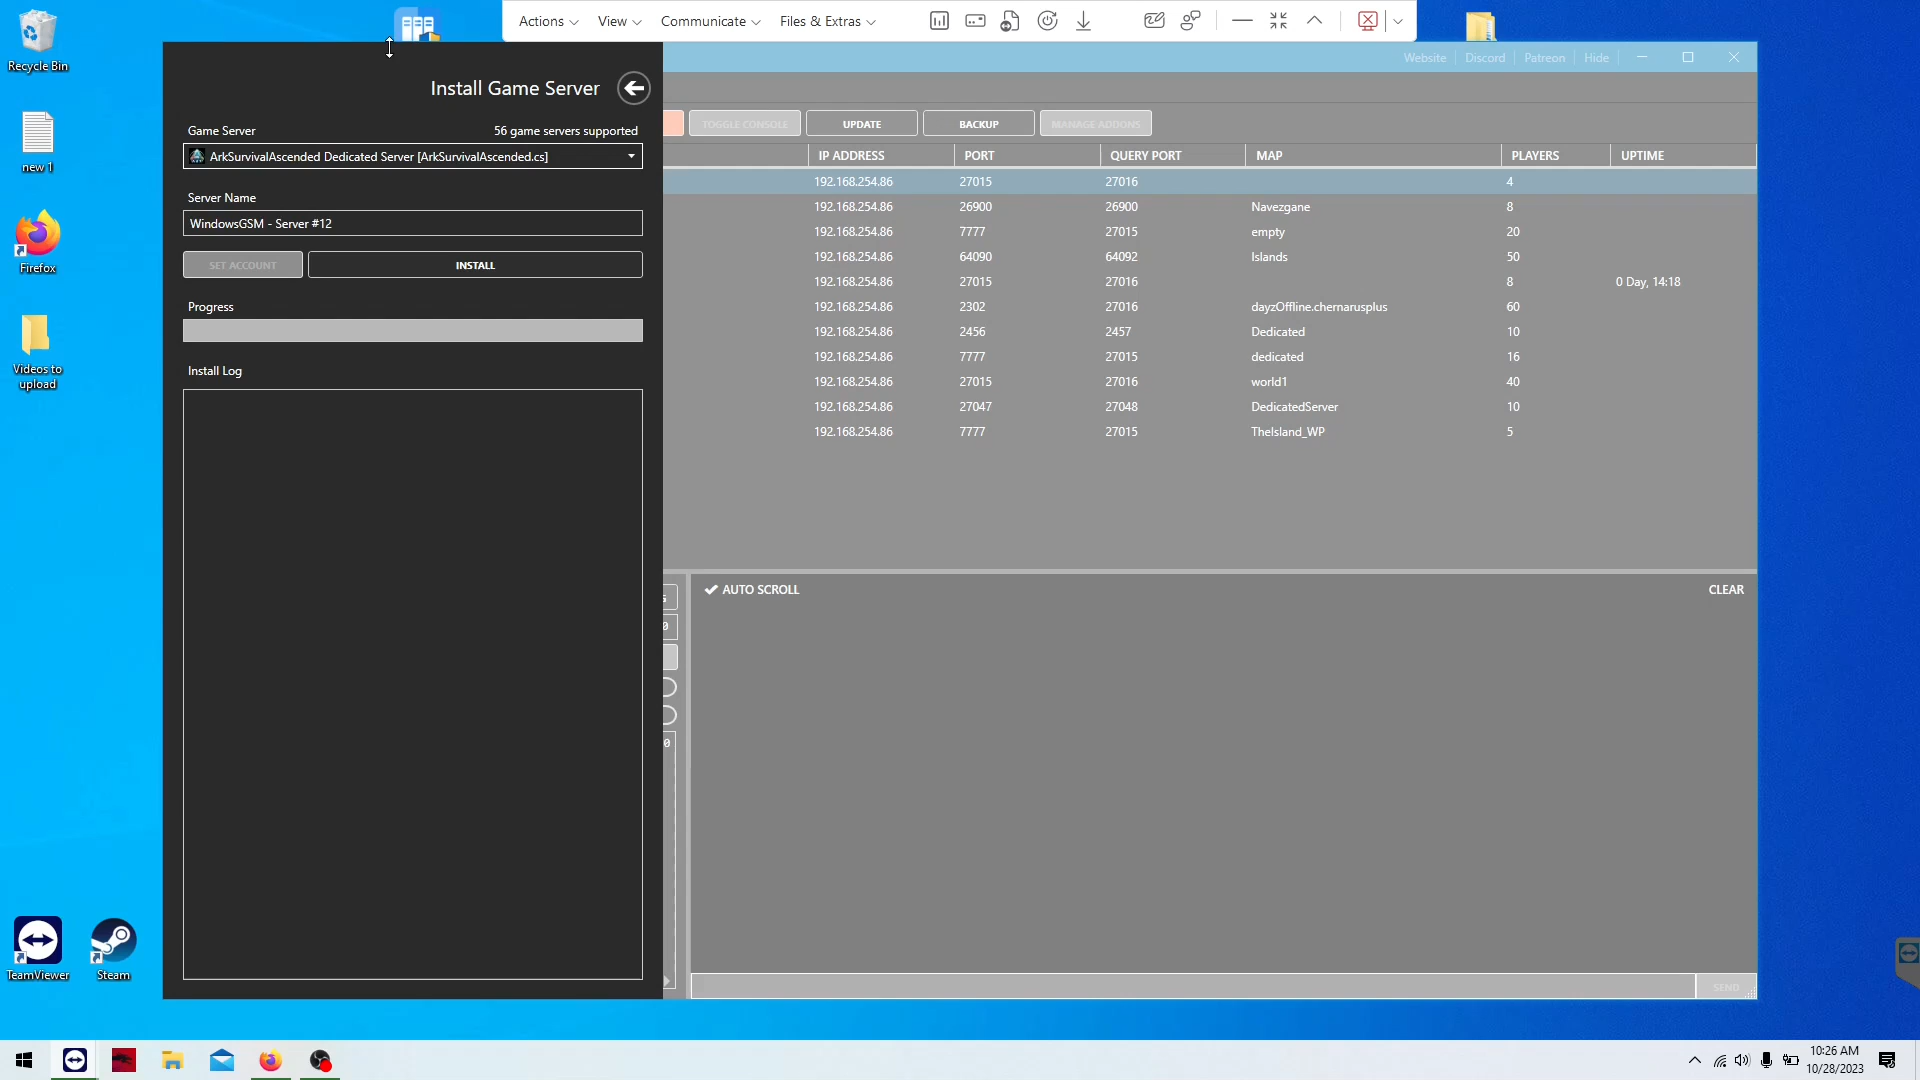 Recycle Bin
new 1
Firefox
Videos to
upload
TeamViewer
Steam
Actions
View
Communicate
Files & Extras
Website
Discord
Patreon
Hide
Install Game Server
Game Server
56 game servers supported
ArkSurvivalAscended Dedicated Server [ArkSurvivalAscended.cs]
Server Name
WindowsGSM - Server #12
SET ACCOUNT
INSTALL
Progress
Install Log
TOGGLE CONSOLE
UPDATE
BACKUP
MANAGE ADDONS
IP ADDRESS PORT QUERY PORT MAP PLAYERS UPTIME
192.168.254.86 27015 27016 4
192.168.254.86 26900 26900 Navezgane 8
192.168.254.86 7777 27015 empty 20
192.168.254.86 64090 64092 Islands 50
192.168.254.86 27015 27016 8 0 Day, 14:18
192.168.254.86 2302 27016 dayzOffline.chernarusplus 60
192.168.254.86 2456 2457 Dedicated 10
192.168.254.86 7777 27015 dedicated 16
192.168.254.86 27015 27016 world1 40
192.168.254.86 27047 27048 DedicatedServer 10
192.168.254.86 7777 27015 TheIsland_WP 5
AUTO SCROLL
CLEAR
SEND
10:26 AM
10/28/2023